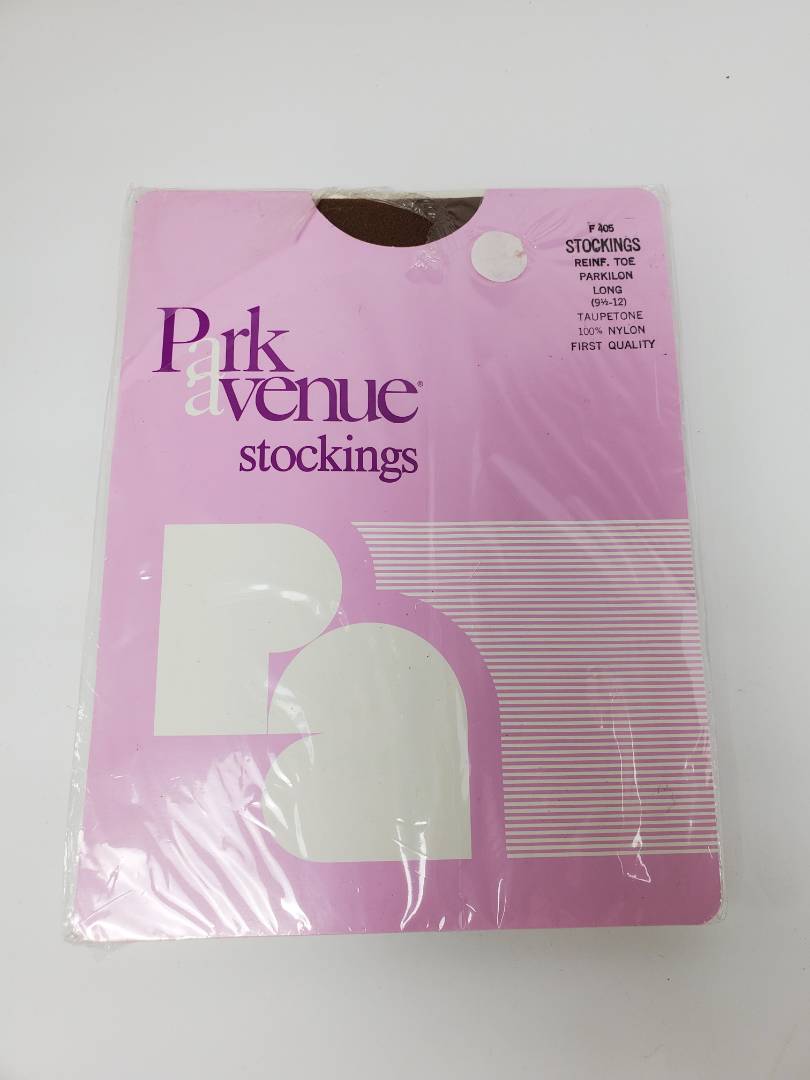 Park
avenue®
stockings
F 405
STOCKINGS
REINF. TOE
PARKILON
LONG
(9½-12)
TAUPETONE
100% NYLON
FIRST QUALITY